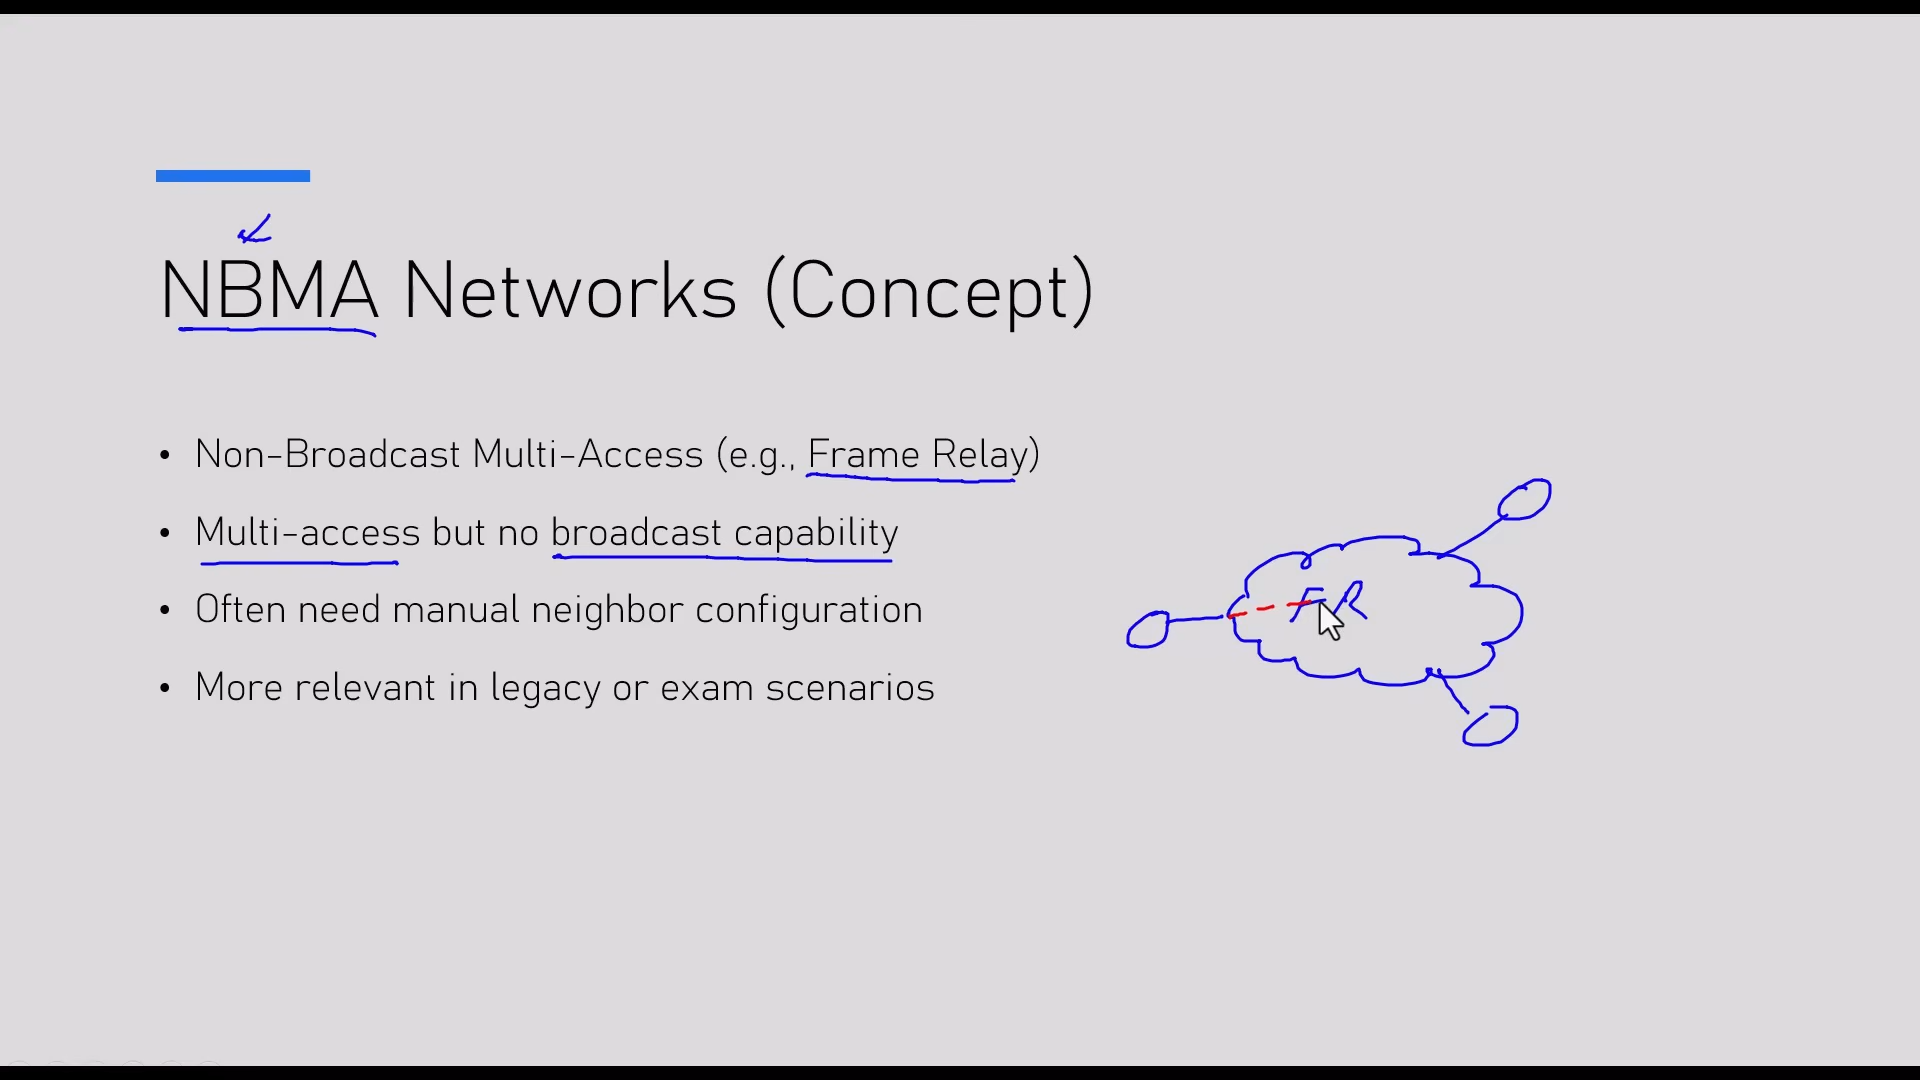 NBMA Networks (Concept)
• Non-Broadcast Multi-Access (e.g., Frame Relay)
• Multi-access but no broadcast capability
• Often need manual neighbor configuration
• More relevant in legacy or exam scenarios
FR